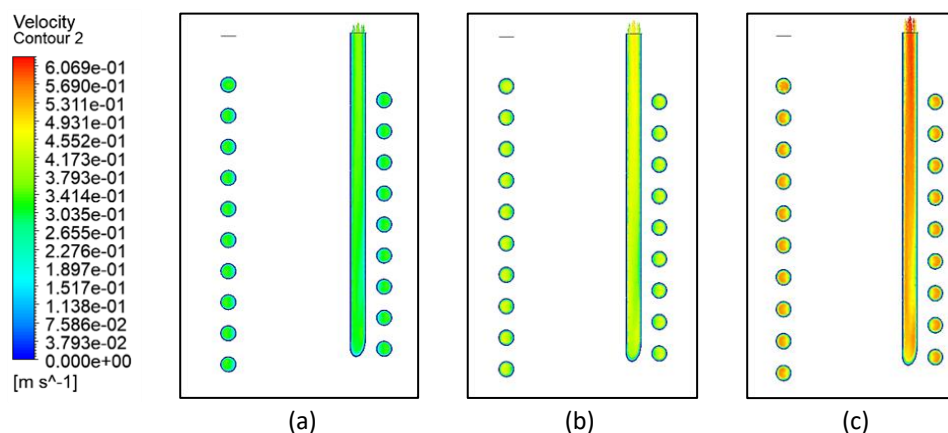 Velocity
Contour 2
6.069e-01
5.690e-01
5.311e-01
4.931e-01
4.552e-01
4.173e-01
3.793e-01
3.414e-01
3.035e-01
2.655e-01
2.276e-01
1.897e-01
1.517e-01
1.138e-01
7.586e-02
3.793e-02
0.000e+00
[m s^-1]
(a)
(b)
(c)